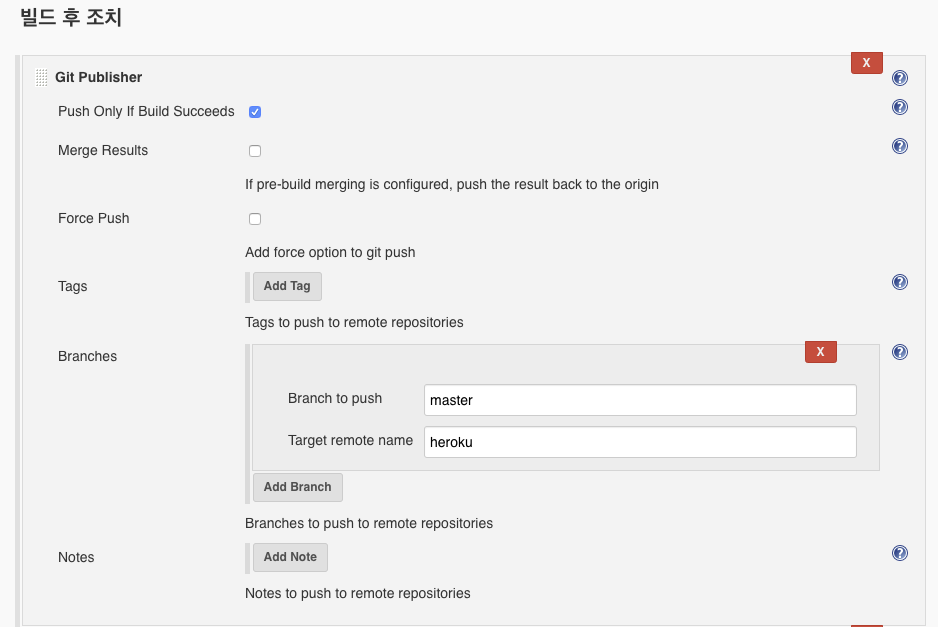 빌드 후 조치
X
Git Publisher
Push Only If Build Succeeds
Merge Results
If pre-build merging is configured, push the result back to the origin
Force Push
Add force option to git push
Tags
Add Tag
Tags to push to remote repositories
Branches
X
Branch to push
master
Target remote name
heroku
Add Branch
Branches to push to remote repositories
Notes
Add Note
Notes to push to remote repositories